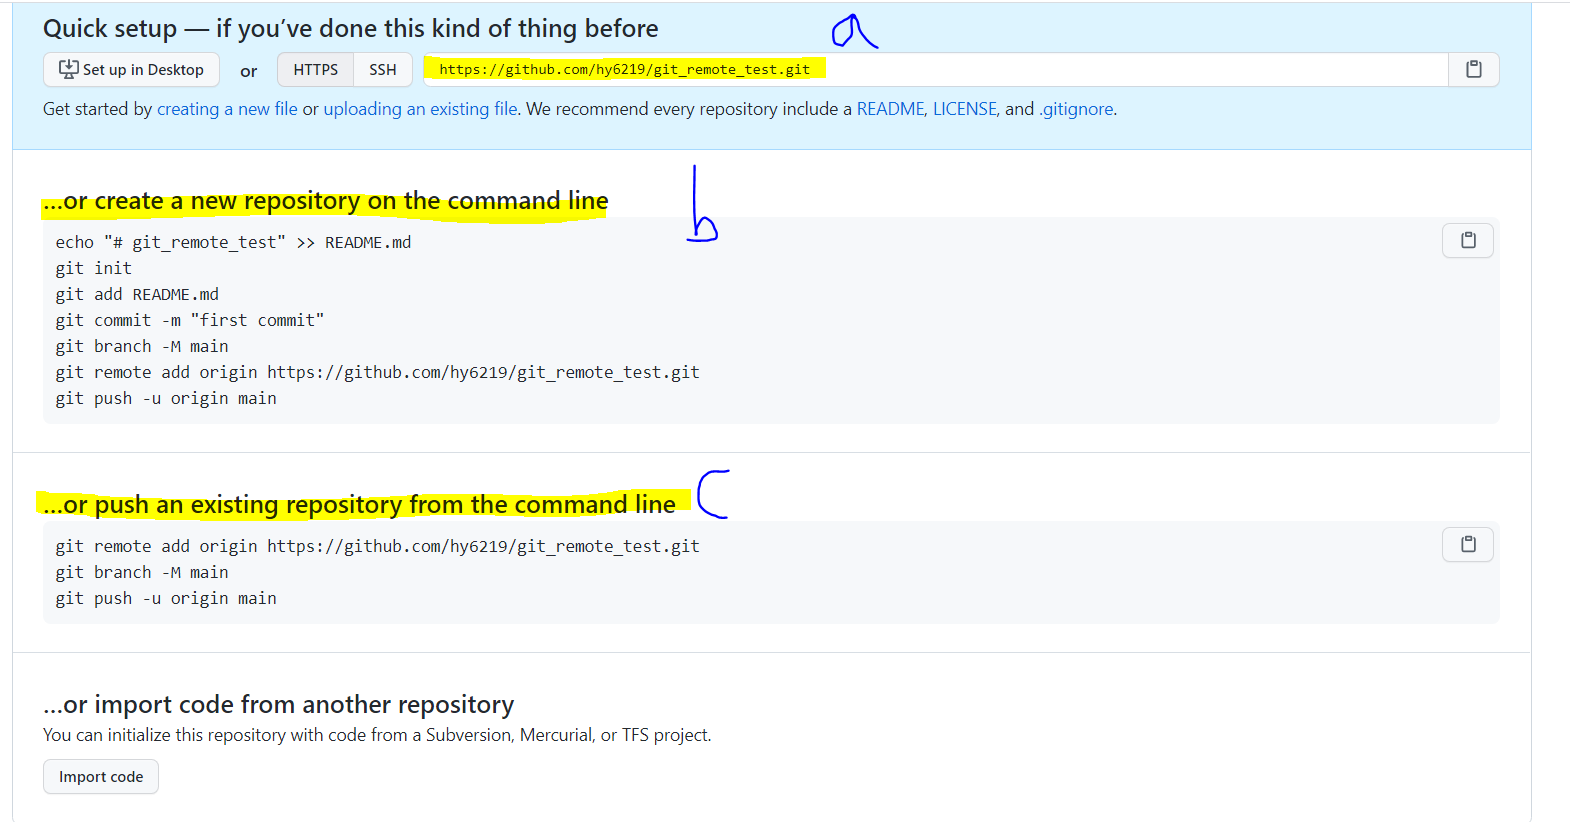 Quick setup — if you’ve done this kind of thing before
a
Set up in Desktop or HTTPS SSH https://github.com/hy6219/git_remote_test.git
Get started by creating a new file or uploading an existing file. We recommend every repository include a README, LICENSE, and .gitignore.
...or create a new repository on the command line
b
echo "# git_remote_test" >> README.md
git init
git add README.md
git commit -m "first commit"
git branch -M main
git remote add origin https://github.com/hy6219/git_remote_test.git
git push -u origin main
...or push an existing repository from the command line
c
git remote add origin https://github.com/hy6219/git_remote_test.git
git branch -M main
git push -u origin main
...or import code from another repository
You can initialize this repository with code from a Subversion, Mercurial, or TFS project.
Import code